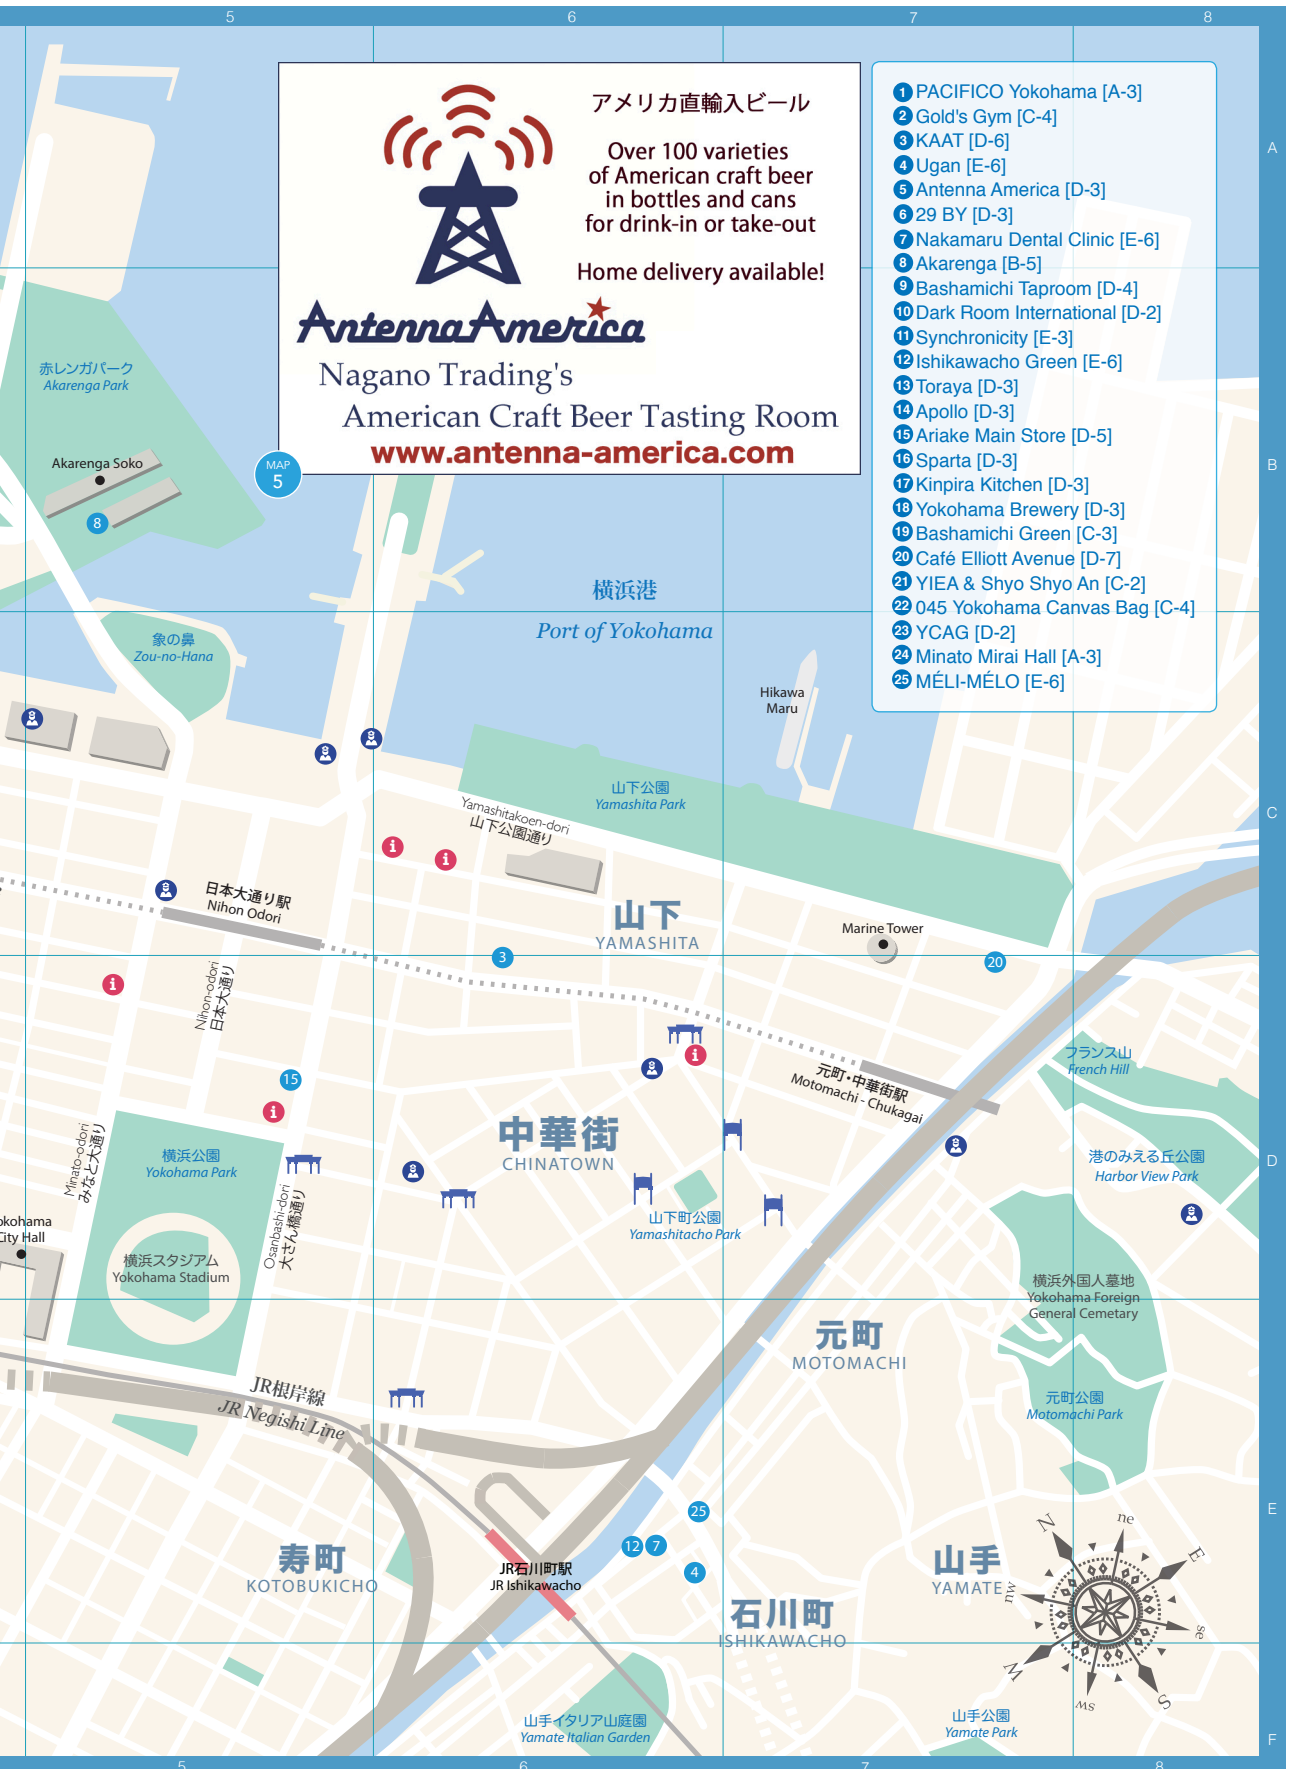 5
6
7
8
アメリカ直輸入ビール
Over 100 varieties
of American craft beer
in bottles and cans
for drink-in or take-out
Home delivery available!
Antenna America
Nagano Trading's
American Craft Beer Tasting Room
www.antenna-america.com
1 PACIFICO Yokohama [A-3]
2 Gold's Gym [C-4]
3 KAAT [D-6]
4 Ugan [E-6]
5 Antenna America [D-3]
6 29 BY [D-3]
7 Nakamaru Dental Clinic [E-6]
8 Akarenga [B-5]
9 Bashamichi Taproom [D-4]
10 Dark Room International [D-2]
11 Synchronicity [E-3]
12 Ishikawacho Green [E-6]
13 Toraya [D-3]
14 Apollo [D-3]
15 Ariake Main Store [D-5]
16 Sparta [D-3]
17 Kinpira Kitchen [D-3]
18 Yokohama Brewery [D-3]
19 Bashamichi Green [C-3]
20 Café Elliott Avenue [D-7]
21 YIEA & Shyo Shyo An [C-2]
22 045 Yokohama Canvas Bag [C-4]
23 YCAG [D-2]
24 Minato Mirai Hall [A-3]
25 MÉLI-MÉLO [E-6]
A
赤レンガパーク
Akarenga Park
Akarenga Soko
8
MAP
5
B
横浜港
Port of Yokohama
象の鼻
Zou-no-Hana
Hikawa
Maru
山下公園
Yamashita Park
Yamashitakoen-dori
山下公園通り
C
i
i
日本大通り駅
Nihon Odori
山下
YAMASHITA
Marine Tower
3
20
i
Nihon-odori
日本大通り
i
フランス山
French Hill
15
i
元町・中華街駅
Motomachi - Chukagai
中華街
CHINATOWN
Minato-odori
みなと大通り
横浜公園
Yokohama Park
港のみえる丘公園
Harbor View Park
D
Osanbashi-dori
大さん橋通り
山下町公園
Yamashitacho Park
okohama
City Hall
横浜スタジアム
Yokohama Stadium
横浜外国人墓地
Yokohama Foreign
General Cemetary
元町
MOTOMACHI
JR根岸線
JR Negishi Line
元町公園
Motomachi Park
25
E
12
7
4
寿町
KOTOBUKICHO
JR石川町駅
JR Ishikawacho
山手
YAMATE
N
ne
E
se
S
sw
W
nw
石川町
ISHIKAWACHO
山手イタリア山庭園
Yamate Italian Garden
山手公園
Yamate Park
F
5
6
7
8